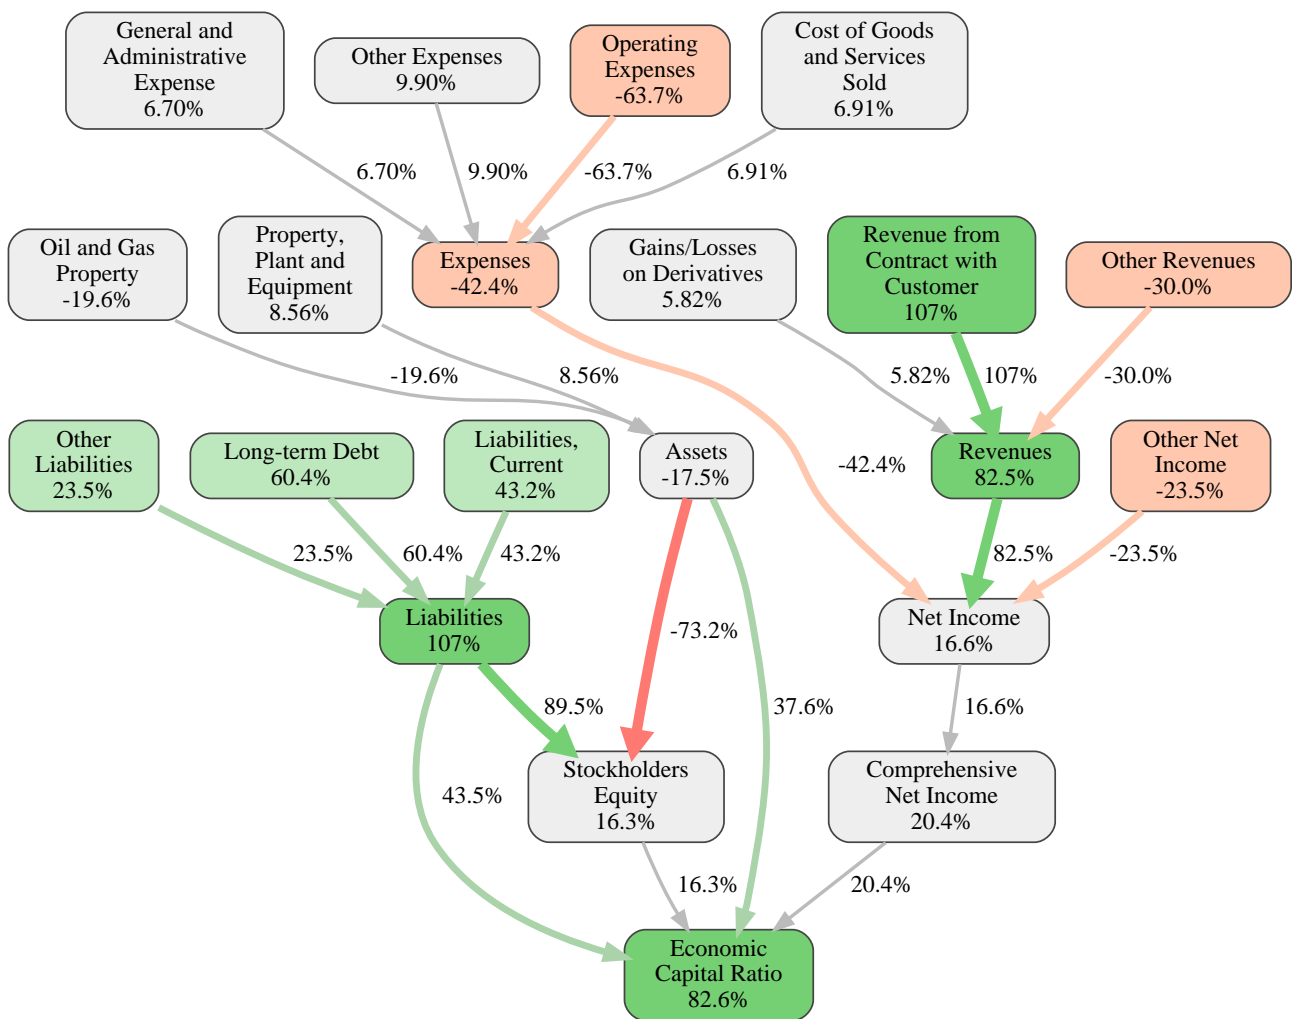 General and
Administrative
Expense
6.70%
Other Expenses
9.90%
Operating
Expenses
-63.7%
Cost of Goods
and Services
Sold
6.91%
6.70%
9.90%
-63.7%
6.91%
Oil and Gas
Property
-19.6%
Property,
Plant and
Equipment
8.56%
Expenses
-42.4%
Gains/Losses
on Derivatives
5.82%
Revenue from
Contract with
Customer
107%
Other Revenues
-30.0%
-19.6%
8.56%
5.82%
107%
-30.0%
Other
Liabilities
23.5%
Long-term Debt
60.4%
Liabilities,
Current
43.2%
Assets
-17.5%
-42.4%
Revenues
82.5%
Other Net
Income
-23.5%
23.5%
60.4%
43.2%
82.5%
-23.5%
Liabilities
107%
-73.2%
Net Income
16.6%
89.5%
37.6%
16.6%
43.5%
Stockholders
Equity
16.3%
Comprehensive
Net Income
20.4%
16.3%
20.4%
Economic
Capital Ratio
82.6%